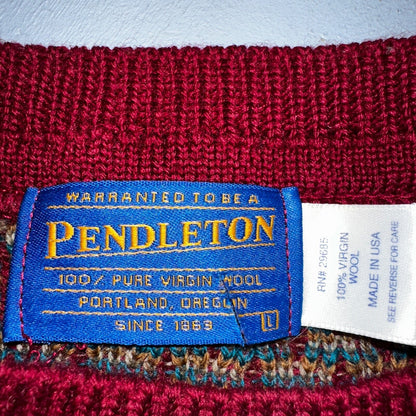 WARRANTED TO BE A
PENDLETON
100% PURE VIRGIN WOOL
PORTLAND, OREGON
SINCE 1863
L
RN# 29685
100% VIRGIN
WOOL
MADE IN USA
SEE REVERSE FOR CARE